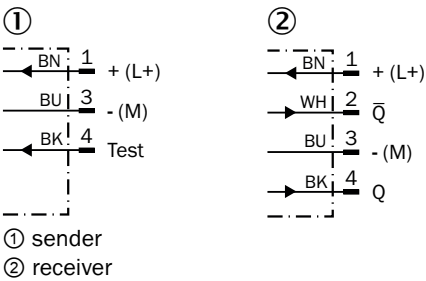 ①
BN 1 + (L+)
BU 3 - (M)
BK 4 Test
②
BN 1 + (L+)
WH 2 Q̅
BU 3 - (M)
BK 4 Q
① sender
② receiver